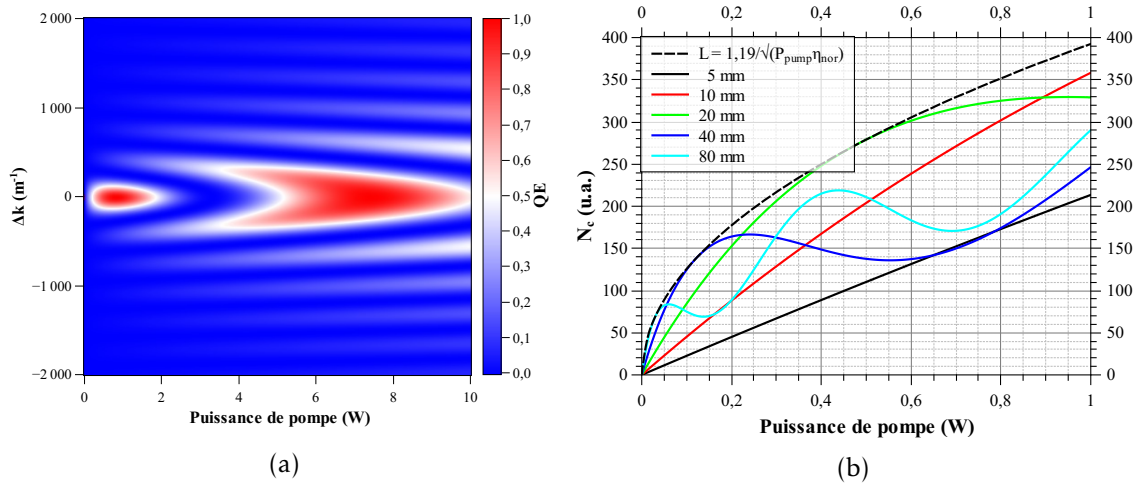 2 000
1 000
0
−1 000
−2 000
Δk (m⁻¹)
0 2 4 6 8 10
Puissance de pompe (W)
1,0
0,9
0,8
0,7
0,6
0,5
0,4
0,3
0,2
0,1
0,0
QE
(a)
0 0,2 0,4 0,6 0,8 1
400
350
300
250
200
150
100
50
0
N_c (u.a.)
L = 1,19/√(P_pump η_nor)
5 mm
10 mm
20 mm
40 mm
80 mm
400
350
300
250
200
150
100
50
0
0 0,2 0,4 0,6 0,8 1
Puissance de pompe (W)
(b)